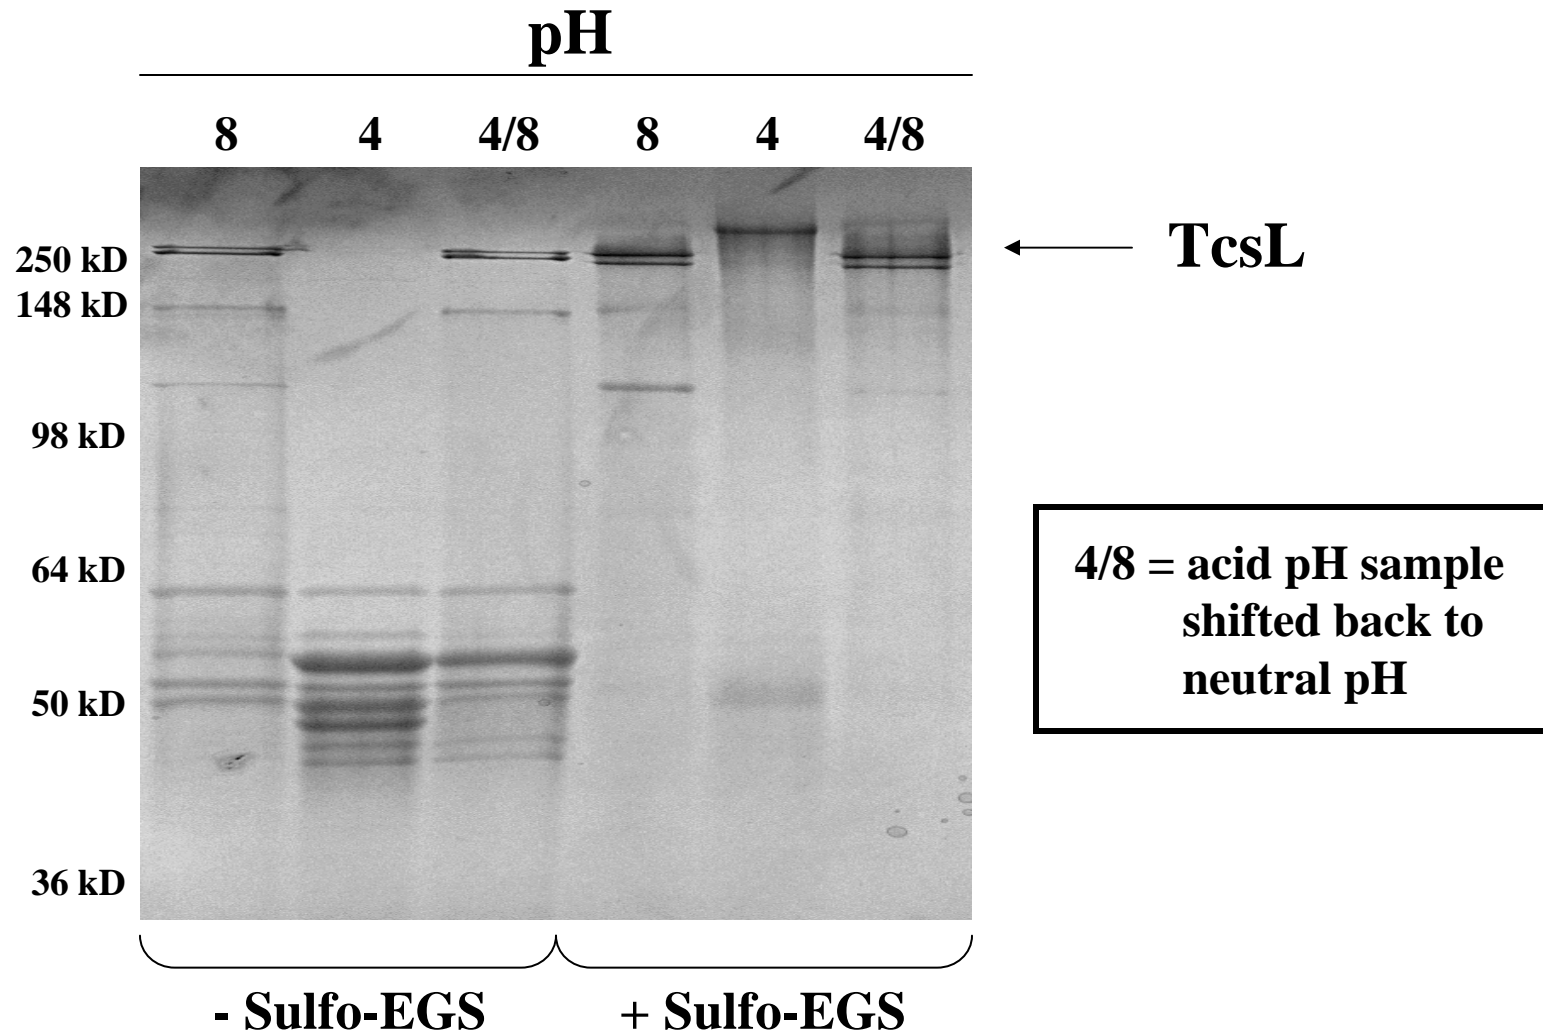 pH
8 4 4/8 8 4 4/8
250 kD
148 kD
98 kD
64 kD
50 kD
36 kD
TcsL
4/8 = acid pH sample
shifted back to
neutral pH
- Sulfo-EGS + Sulfo-EGS